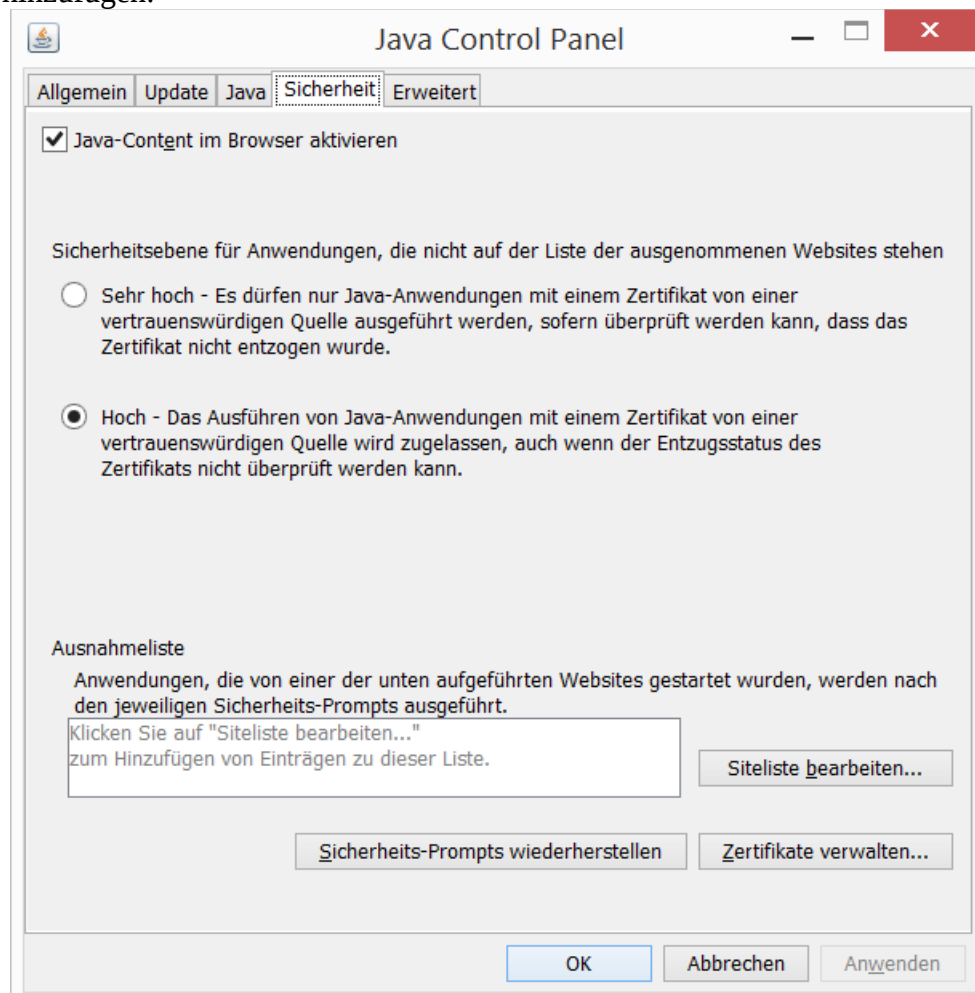 hinzufügen.
Java Control Panel
Allgemein Update Java Sicherheit Erweitert
Java-Content im Browser aktivieren
Sicherheitsebene für Anwendungen, die nicht auf der Liste der ausgenommenen Websites stehen
Sehr hoch - Es dürfen nur Java-Anwendungen mit einem Zertifikat von einer
vertrauenswürdigen Quelle ausgeführt werden, sofern überprüft werden kann, dass das
Zertifikat nicht entzogen wurde.
Hoch - Das Ausführen von Java-Anwendungen mit einem Zertifikat von einer
vertrauenswürdigen Quelle wird zugelassen, auch wenn der Entzugsstatus des
Zertifikats nicht überprüft werden kann.
Ausnahmeliste
Anwendungen, die von einer der unten aufgeführten Websites gestartet wurden, werden nach
den jeweiligen Sicherheits-Prompts ausgeführt.
Klicken Sie auf "Siteliste bearbeiten..."
zum Hinzufügen von Einträgen zu dieser Liste.
Siteliste bearbeiten...
Sicherheits-Prompts wiederherstellen Zertifikate verwalten...
OK Abbrechen Anwenden